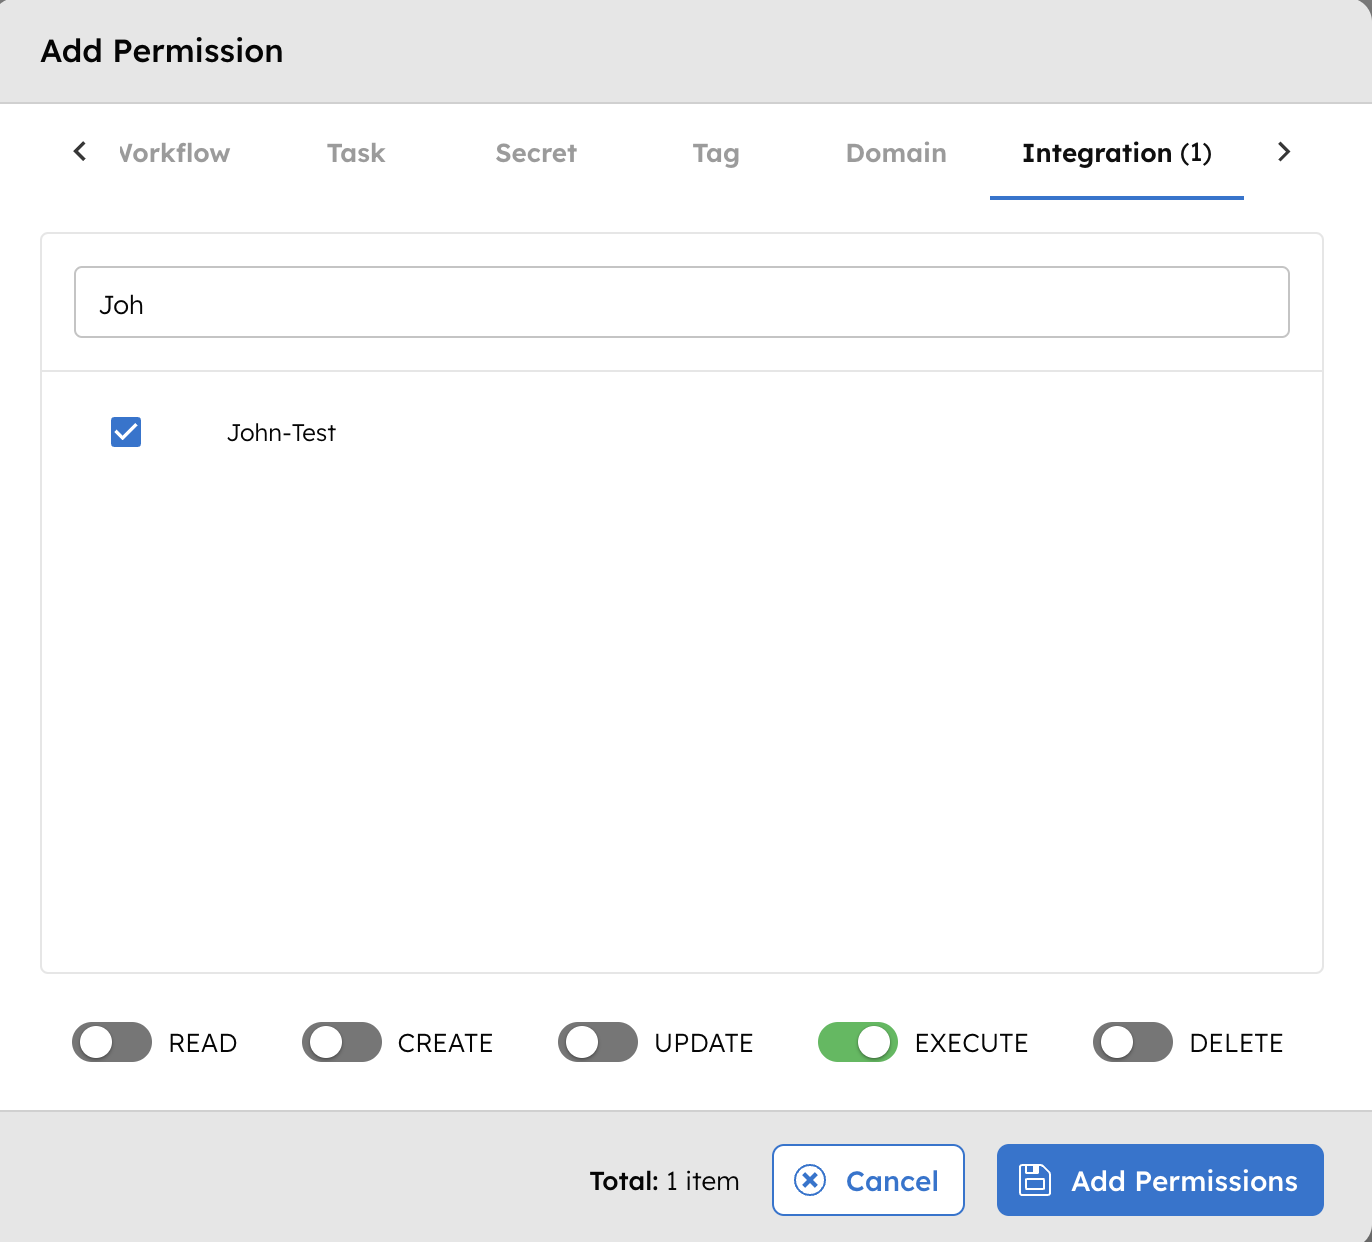 Add Permission
Workflow Task Secret Tag Domain Integration (1)
Joh
John-Test
READ CREATE UPDATE EXECUTE DELETE
Total: 1 item Cancel Add Permissions